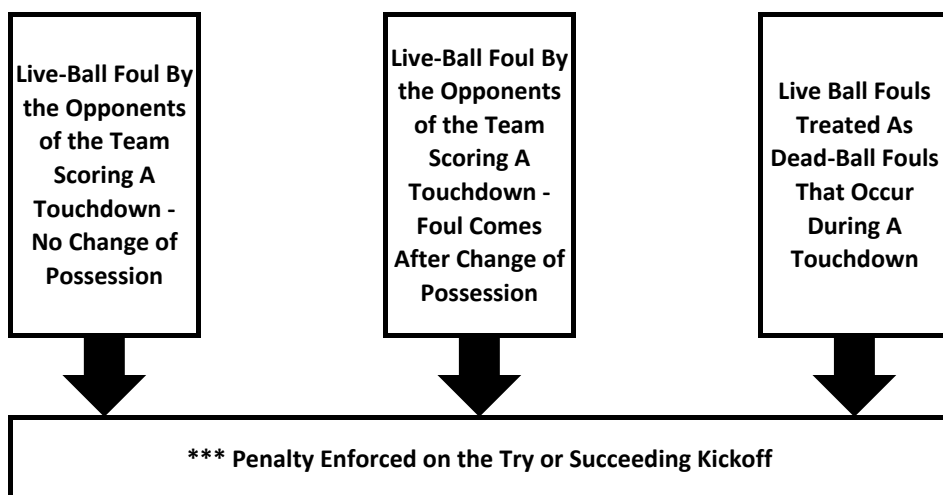 Live-Ball Foul By
the Opponents
of the Team
Scoring A
Touchdown -
No Change of
Possession
Live-Ball Foul By
the Opponents
of the Team
Scoring A
Touchdown -
Foul Comes
After Change of
Possession
Live Ball Fouls
Treated As
Dead-Ball Fouls
That Occur
During A
Touchdown
*** Penalty Enforced on the Try or Succeeding Kickoff